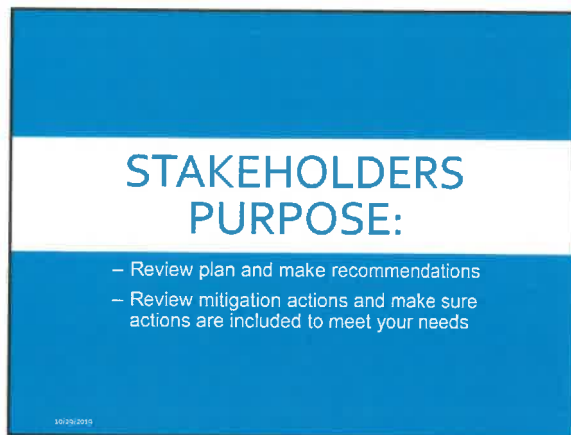 STAKEHOLDERS
PURPOSE:
– Review plan and make recommendations
– Review mitigation actions and make sure
actions are included to meet your needs
10/29/2019